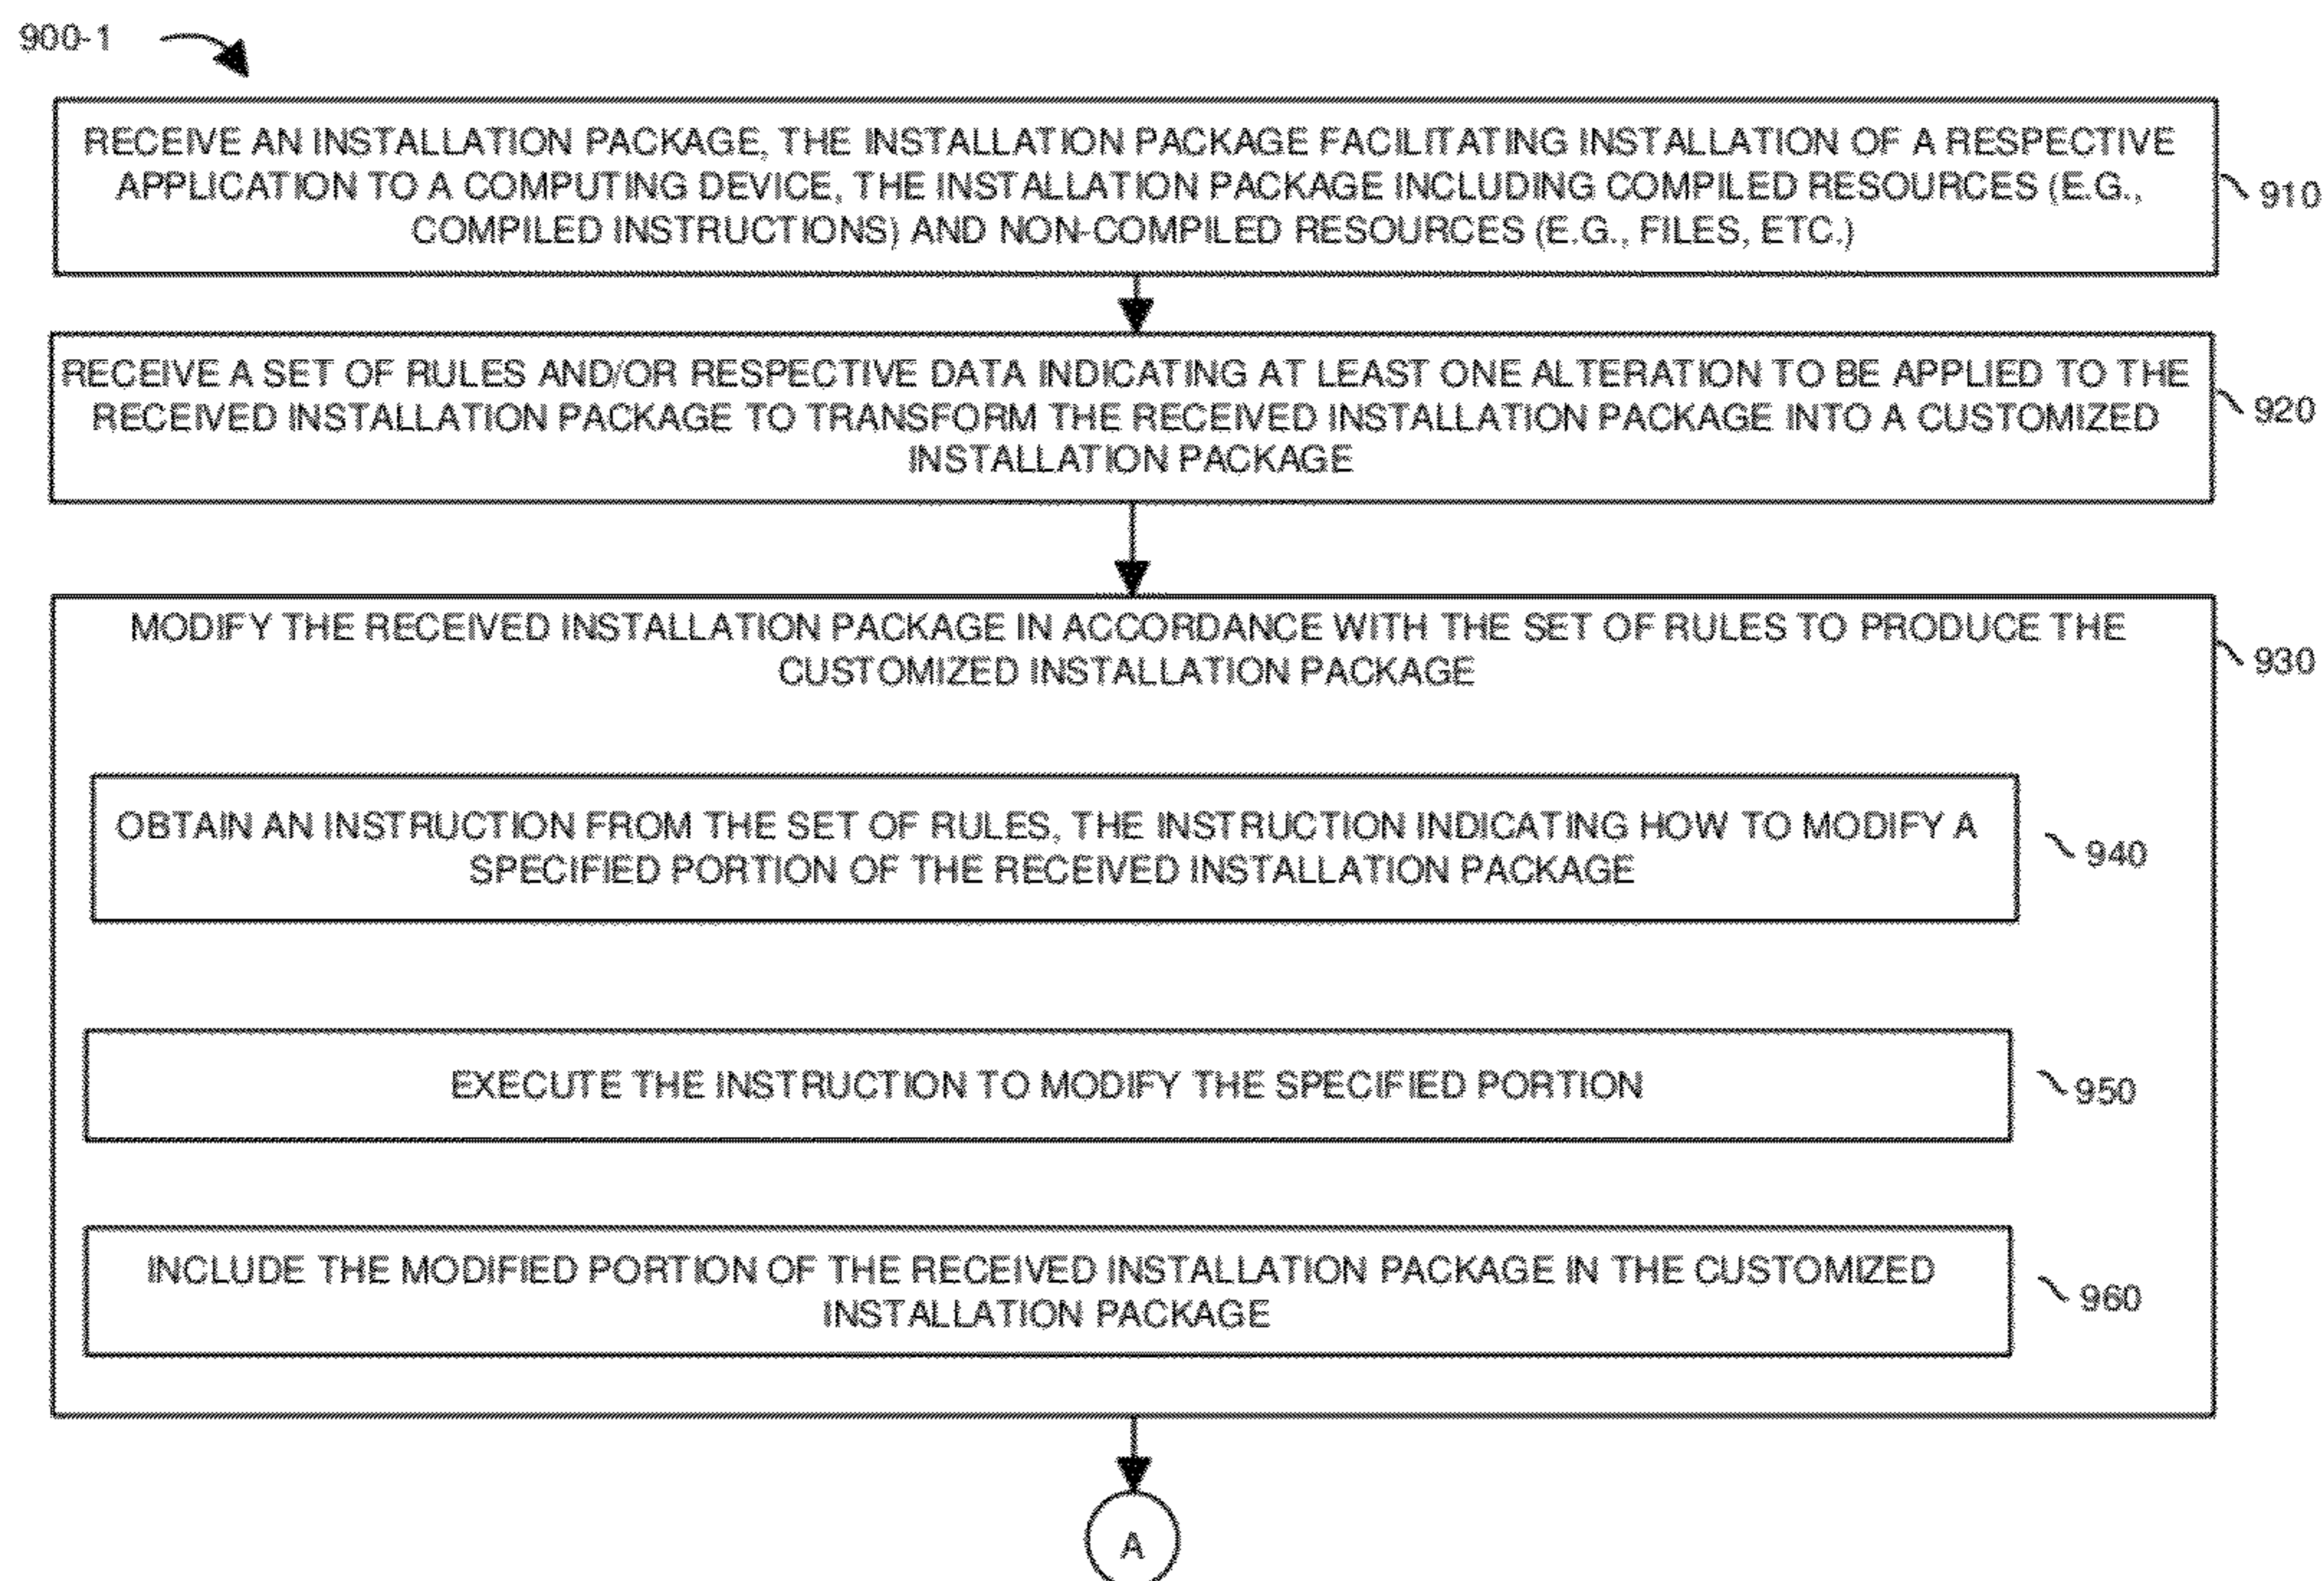 900-1
RECEIVE AN INSTALLATION PACKAGE, THE INSTALLATION PACKAGE FACILITATING INSTALLATION OF A RESPECTIVE
APPLICATION TO A COMPUTING DEVICE, THE INSTALLATION PACKAGE INCLUDING COMPILED RESOURCES (E.G.,
COMPILED INSTRUCTIONS) AND NON-COMPILED RESOURCES (E.G., FILES, ETC.)
910
RECEIVE A SET OF RULES AND/OR RESPECTIVE DATA INDICATING AT LEAST ONE ALTERATION TO BE APPLIED TO THE
RECEIVED INSTALLATION PACKAGE TO TRANSFORM THE RECEIVED INSTALLATION PACKAGE INTO A CUSTOMIZED
INSTALLATION PACKAGE
920
MODIFY THE RECEIVED INSTALLATION PACKAGE IN ACCORDANCE WITH THE SET OF RULES TO PRODUCE THE
CUSTOMIZED INSTALLATION PACKAGE
930
OBTAIN AN INSTRUCTION FROM THE SET OF RULES, THE INSTRUCTION INDICATING HOW TO MODIFY A
SPECIFIED PORTION OF THE RECEIVED INSTALLATION PACKAGE
940
EXECUTE THE INSTRUCTION TO MODIFY THE SPECIFIED PORTION
950
INCLUDE THE MODIFIED PORTION OF THE RECEIVED INSTALLATION PACKAGE IN THE CUSTOMIZED
INSTALLATION PACKAGE
960
A